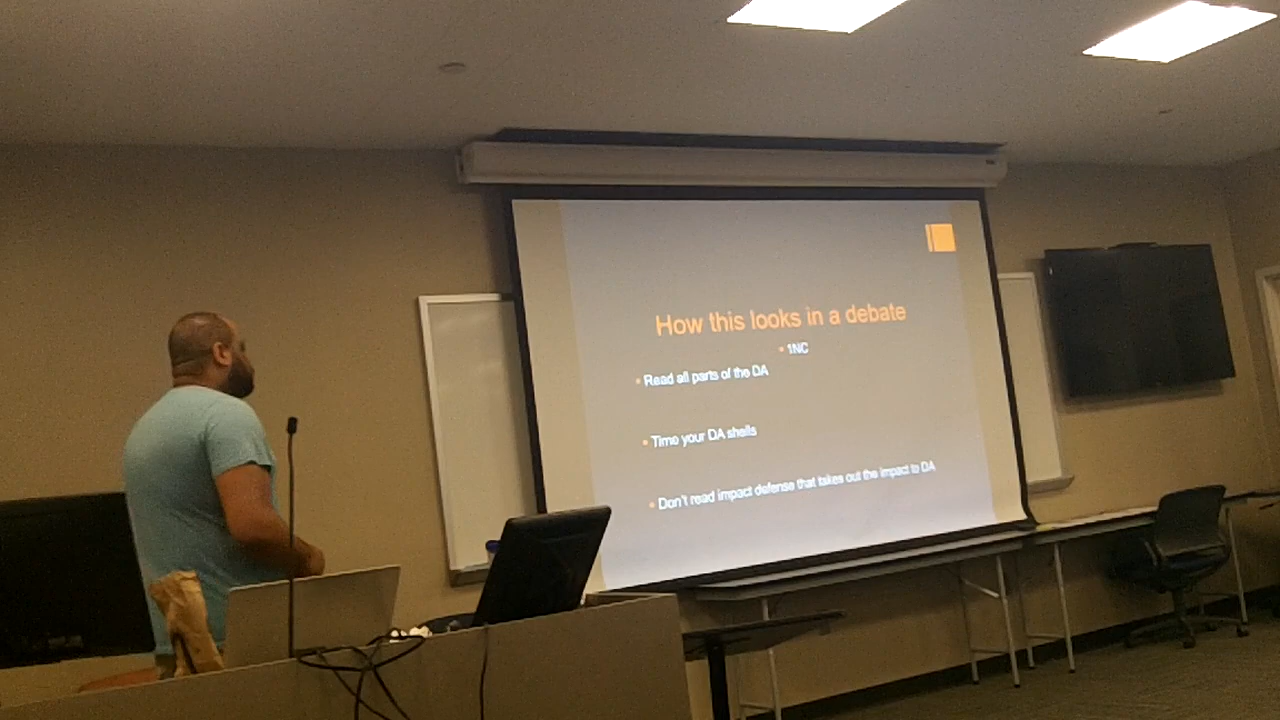 How this looks in a debate
1NC
Read all parts of the DA
Time your DA shells
Don't read impact defense that takes out the impact to DA